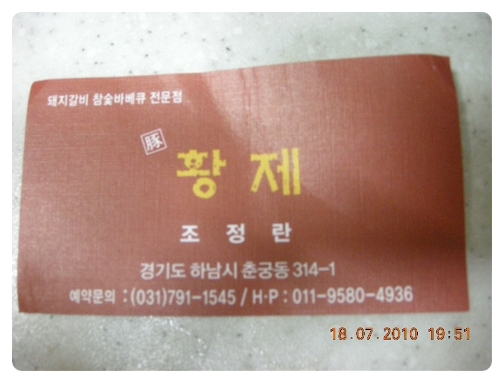 돼지갈비 참숯바베큐 전문점
豚
황 제
조 정 란
경기도 하남시 춘궁동 314-1
예약문의 : (031)791-1545 / H·P : 011-9580-4936
18.07.2010 19:51